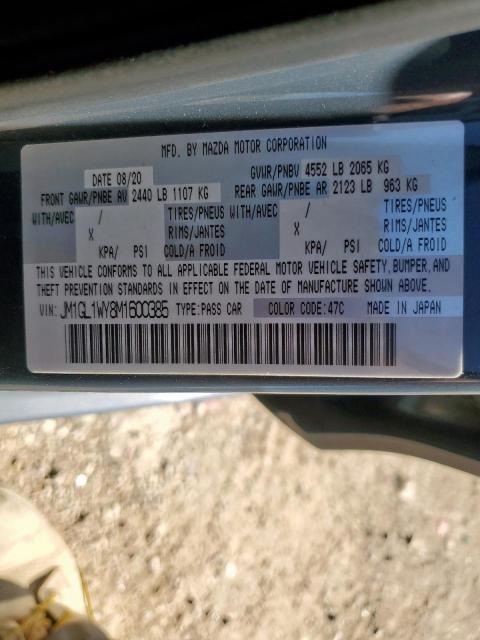 MFD. BY MAZDA MOTOR CORPORATION
DATE 08/20 GVWR/PNBV 4552 LB 2065 KG
FRONT GAWR/PNBE AV 2440 LB 1107 KG REAR GAWR/PNBE AR 2123 LB 963 KG
WITH/AVEC / TIRES/PNEUS WITH/AVEC / TIRES/PNEUS
X RIMS/JANTES X RIMS/JANTES
KPA/ PSI COLD/A FROID KPA/ PSI COLD/A FROID
THIS VEHICLE CONFORMS TO ALL APPLICABLE FEDERAL MOTOR VEHICLE SAFETY, BUMPER, AND
THEFT PREVENTION STANDARDS IN EFFECT ON THE DATE OF MANUFACTURE SHOWN ABOVE.
VIN: JM1GL1WY8M1600385 TYPE:PASS CAR COLOR CODE:47C MADE IN JAPAN